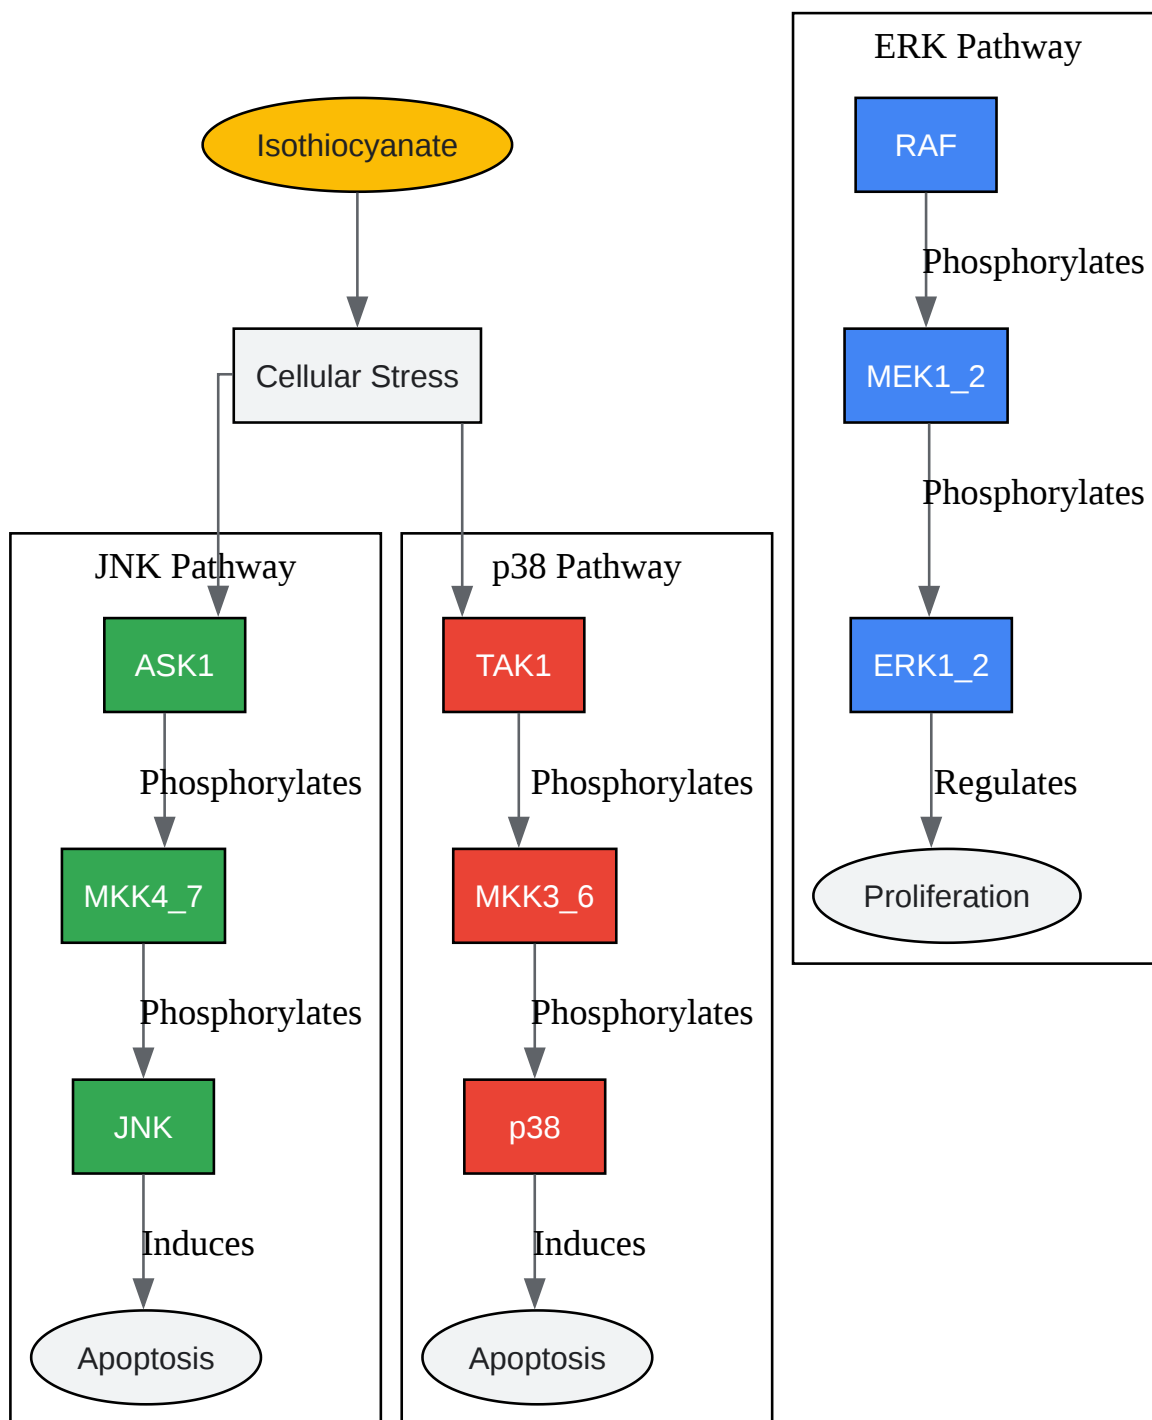 ERK Pathway
Isothiocyanate
RAF
Phosphorylates
Cellular Stress
MEK1_2
Phosphorylates
JNK Pathway
p38 Pathway
ASK1
TAK1
ERK1_2
Phosphorylates
Phosphorylates
Regulates
MKK4_7
MKK3_6
Proliferation
Phosphorylates
Phosphorylates
JNK
p38
Induces
Induces
Apoptosis
Apoptosis